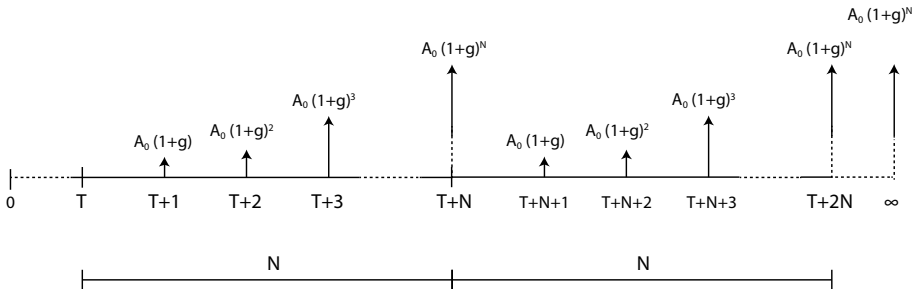 A₀ (1+g)ᴺ
A₀ (1+g)ᴺ
A₀ (1+g)ᴺ
A₀ (1+g)³
A₀ (1+g)³
A₀ (1+g)
A₀ (1+g)²
A₀ (1+g)
A₀ (1+g)²
0
T
T+1
T+2
T+3
T+N
T+N+1
T+N+2
T+N+3
T+2N
∞
N
N